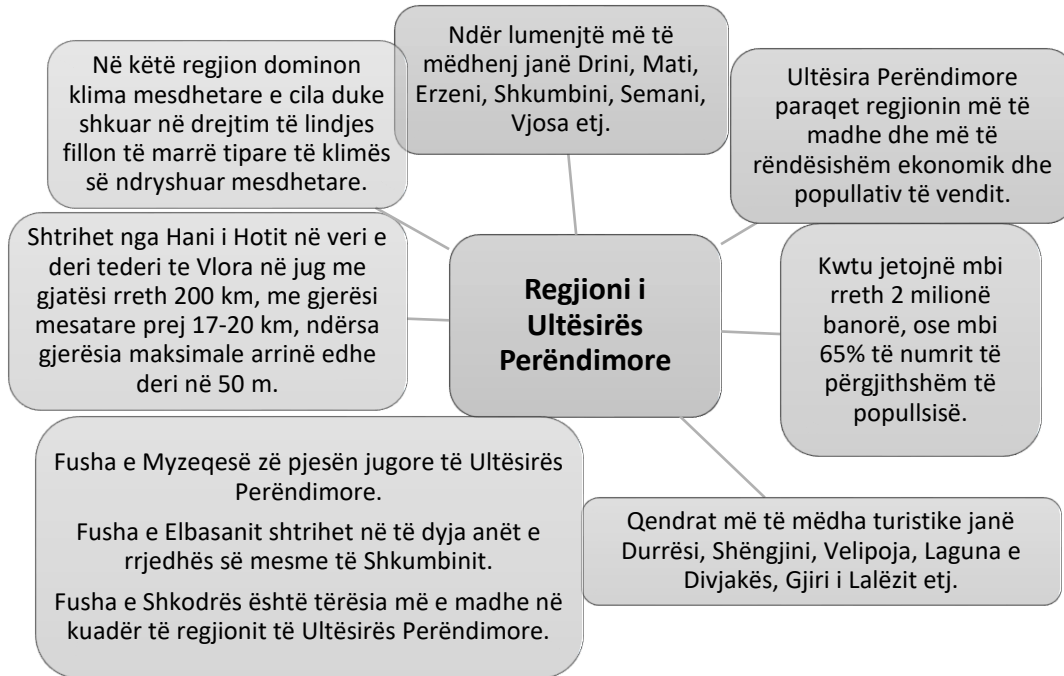 Ndër lumenjtë më të
mëdhenj janë Drini, Mati,
Erzeni, Shkumbini, Semani,
Vjosa etj.
Në këtë regjion dominon
klima mesdhetare e cila duke
shkuar në drejtim të lindjes
fillon të marrë tipare të klimës
së ndryshuar mesdhetare.
Ultësira Perëndimore
paraqet regjionin më të
madhe dhe më të
rëndësishëm ekonomik dhe
popullativ të vendit.
Shtrihet nga Hani i Hotit në veri e
deri tederi te Vlora në jug me
gjatësi rreth 200 km, me gjerësi
mesatare prej 17-20 km, ndërsa
gjerësia maksimale arrinë edhe
deri në 50 m.
Regjioni i
Ultësirës
Perëndimore
Kwtu jetojnë mbi
rreth 2 milionë
banorë, ose mbi
65% të numrit të
përgjithshëm të
popullsisë.
Fusha e Myzeqesë zë pjesën jugore të Ultësirës
Perëndimore.
Fusha e Elbasanit shtrihet në të dyja anët e
rrjedhës së mesme të Shkumbinit.
Fusha e Shkodrës është tërësia më e madhe në
kuadër të regjionit të Ultësirës Perëndimore.
Qendrat më të mëdha turistike janë
Durrësi, Shëngjini, Velipoja, Laguna e
Divjakës, Gjiri i Lalëzit etj.